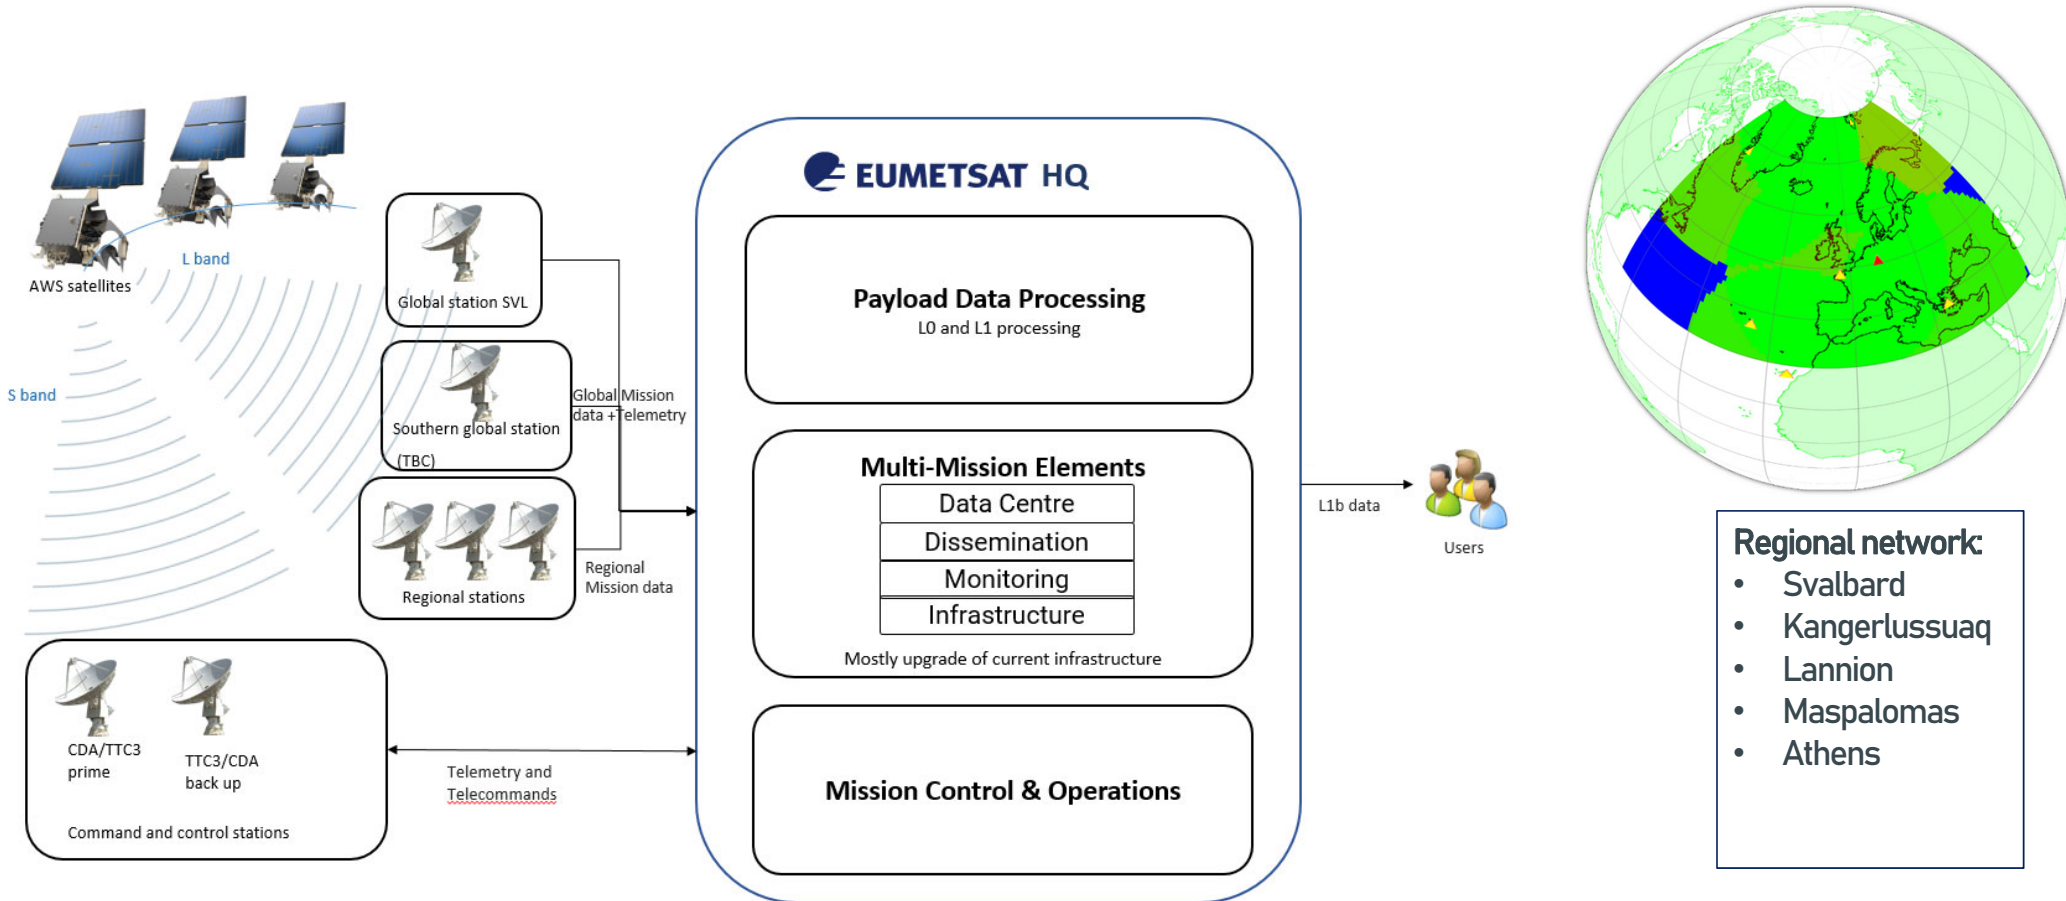 AWS satellites
L band
S band
Global station SVL
Southern global station
(TBC)
Global Mission
data +Telemetry
Regional stations
Regional
Mission data
CDA/TTC3
prime
TTC3/CDA
back up
Command and control stations
Telemetry and
Telecommands
EUMETSAT HQ
Payload Data Processing
L0 and L1 processing
Multi-Mission Elements
Data Centre
Dissemination
Monitoring
Infrastructure
Mostly upgrade of current infrastructure
Mission Control & Operations
L1b data
Users
Regional network:
• Svalbard
• Kangerlussuaq
• Lannion
• Maspalomas
• Athens